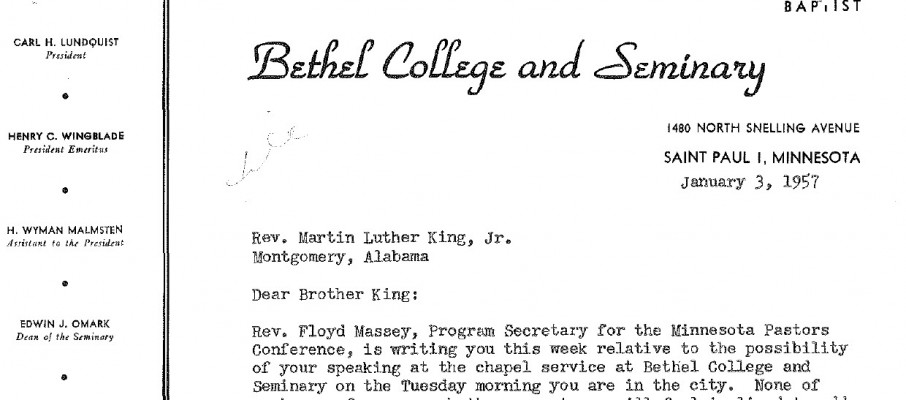 BAPTIST
Bethel College and Seminary
1480 NORTH SNELLING AVENUE
SAINT PAUL 1, MINNESOTA
January 3, 1957
CARL H. LUNDQUIST
President
HENRY C. WINGBLADE
President Emeritus
H. WYMAN MALMSTEN
Assistant to the President
EDWIN J. OMARK
Dean of the Seminary
Rev. Martin Luther King, Jr.
Montgomery, Alabama
Dear Brother King:
Rev. Floyd Massey, Program Secretary for the Minnesota Pastors
Conference, is writing you this week relative to the possibility
of your speaking at the chapel service at Bethel College and
Seminary on the Tuesday morning you are in the city. None of